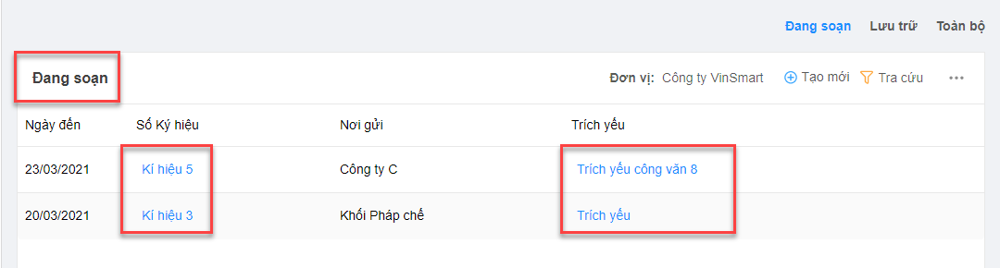 Đang soạn Lưu trữ Toàn bộ
Đang soạn Đơn vị: Công ty VinSmart Tạo mới Tra cứu
Ngày đến Số Ký hiệu Nơi gửi Trích yếu
23/03/2021 Kí hiệu 5 Công ty C Trích yếu công văn 8
20/03/2021 Kí hiệu 3 Khối Pháp chế Trích yếu